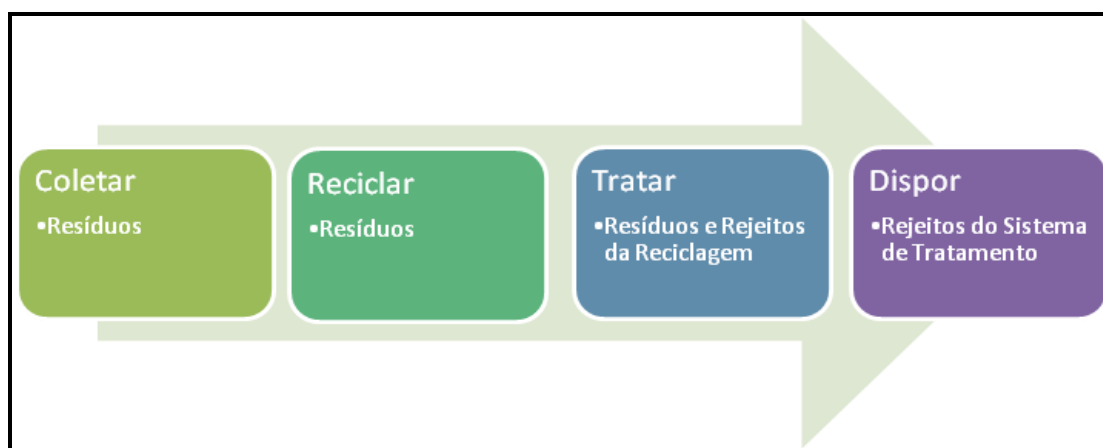 Coletar
•Resíduos
Reciclar
•Resíduos
Tratar
•Resíduos e Rejeitos
da Reciclagem
Dispor
•Rejeitos do Sistema
de Tratamento